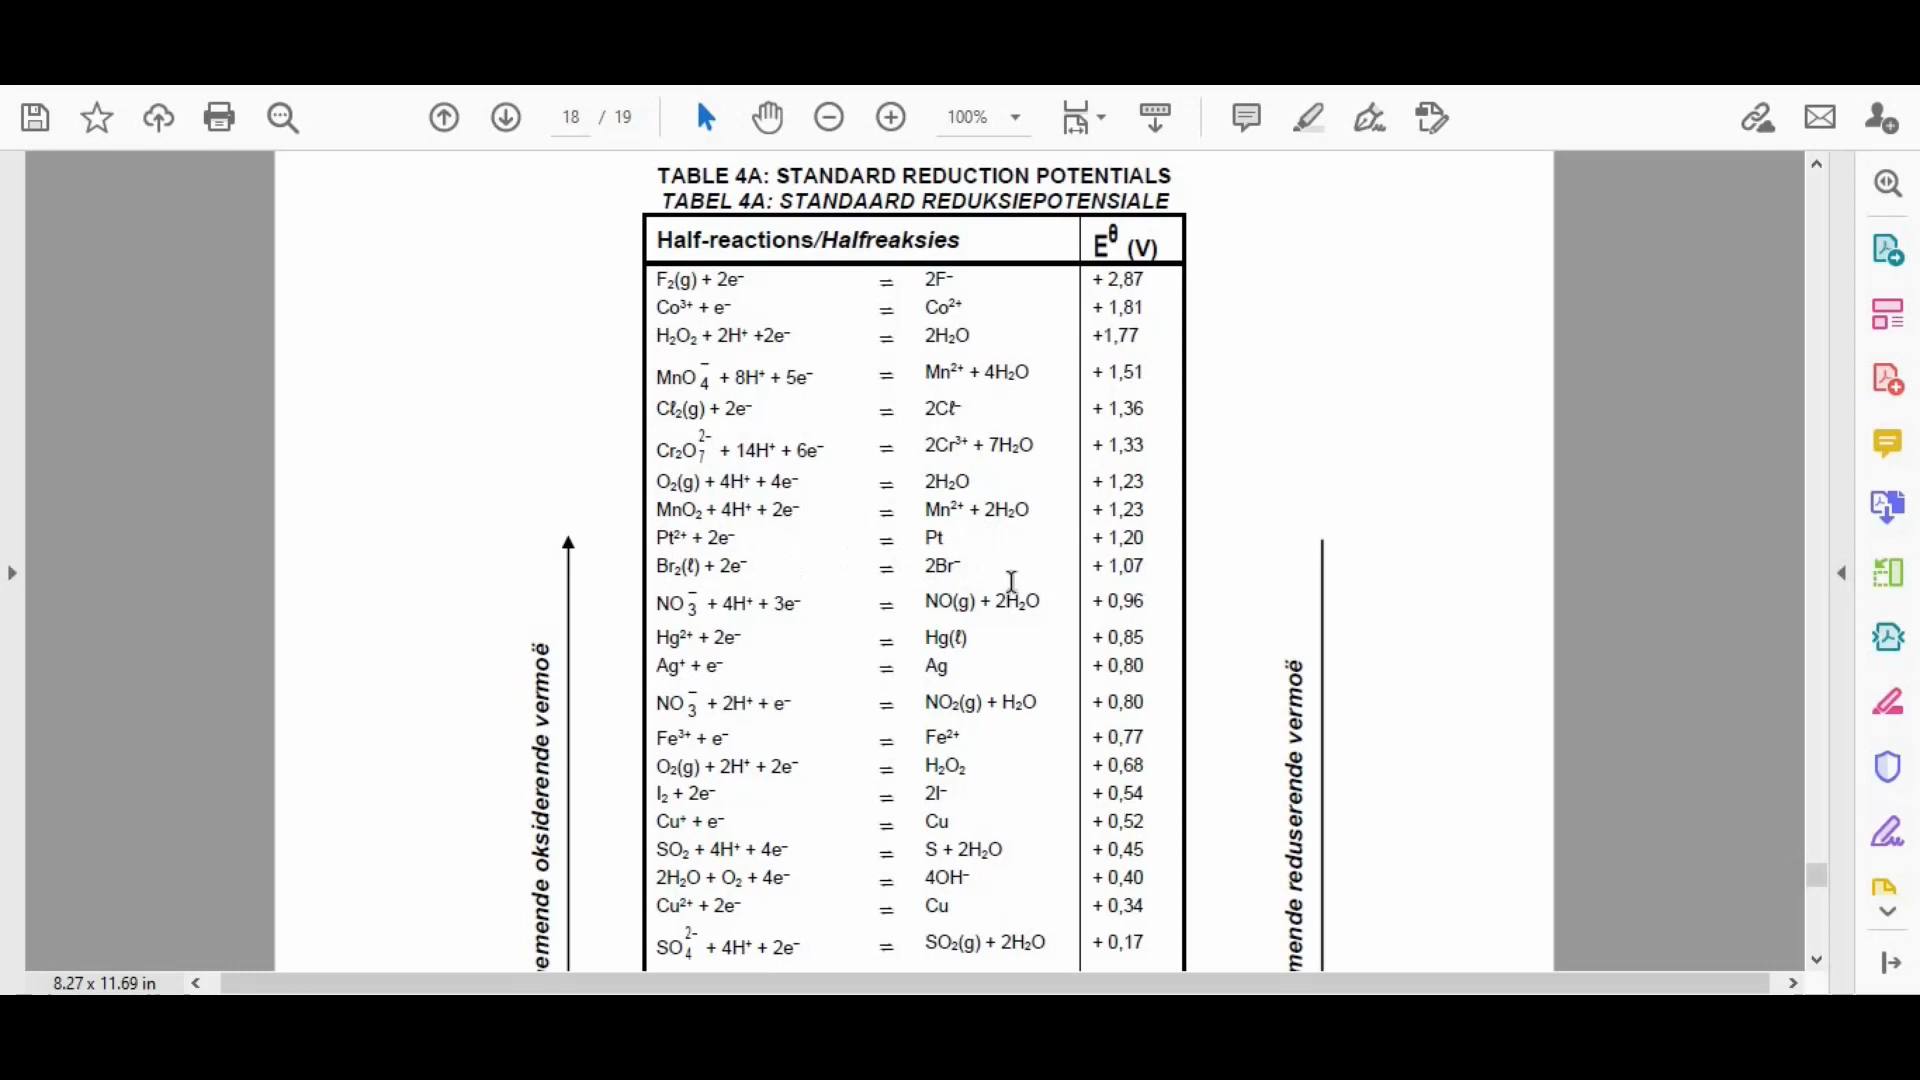 18 / 19
100%
TABLE 4A: STANDARD REDUCTION POTENTIALS
TABEL 4A: STANDAARD REDUKSIEPOTENSIALE
Half-reactions/Halfreaksies E^θ (V)
F₂(g) + 2e⁻ ⇌ 2F⁻ + 2,87
Co³⁺ + e⁻ ⇌ Co²⁺ + 1,81
H₂O₂ + 2H⁺ +2e⁻ ⇌ 2H₂O +1,77
MnO₄⁻ + 8H⁺ + 5e⁻ ⇌ Mn²⁺ + 4H₂O + 1,51
Cℓ₂(g) + 2e⁻ ⇌ 2Cℓ⁻ + 1,36
Cr₂O₇²⁻ + 14H⁺ + 6e⁻ ⇌ 2Cr³⁺ + 7H₂O + 1,33
O₂(g) + 4H⁺ + 4e⁻ ⇌ 2H₂O + 1,23
MnO₂ + 4H⁺ + 2e⁻ ⇌ Mn²⁺ + 2H₂O + 1,23
Pt²⁺ + 2e⁻ ⇌ Pt + 1,20
Br₂(ℓ) + 2e⁻ ⇌ 2Br⁻ + 1,07
NO₃⁻ + 4H⁺ + 3e⁻ ⇌ NO(g) + 2H₂O + 0,96
Hg²⁺ + 2e⁻ ⇌ Hg(ℓ) + 0,85
Ag⁺ + e⁻ ⇌ Ag + 0,80
NO₃⁻ + 2H⁺ + e⁻ ⇌ NO₂(g) + H₂O + 0,80
Fe³⁺ + e⁻ ⇌ Fe²⁺ + 0,77
O₂(g) + 2H⁺ + 2e⁻ ⇌ H₂O₂ + 0,68
I₂ + 2e⁻ ⇌ 2I⁻ + 0,54
Cu⁺ + e⁻ ⇌ Cu + 0,52
SO₂ + 4H⁺ + 4e⁻ ⇌ S + 2H₂O + 0,45
2H₂O + O₂ + 4e⁻ ⇌ 4OH⁻ + 0,40
Cu²⁺ + 2e⁻ ⇌ Cu + 0,34
SO₄²⁻ + 4H⁺ + 2e⁻ ⇌ SO₂(g) + 2H₂O + 0,17
emende oksiderende vermoë
mende reduserende vermoë
8.27 x 11.69 in